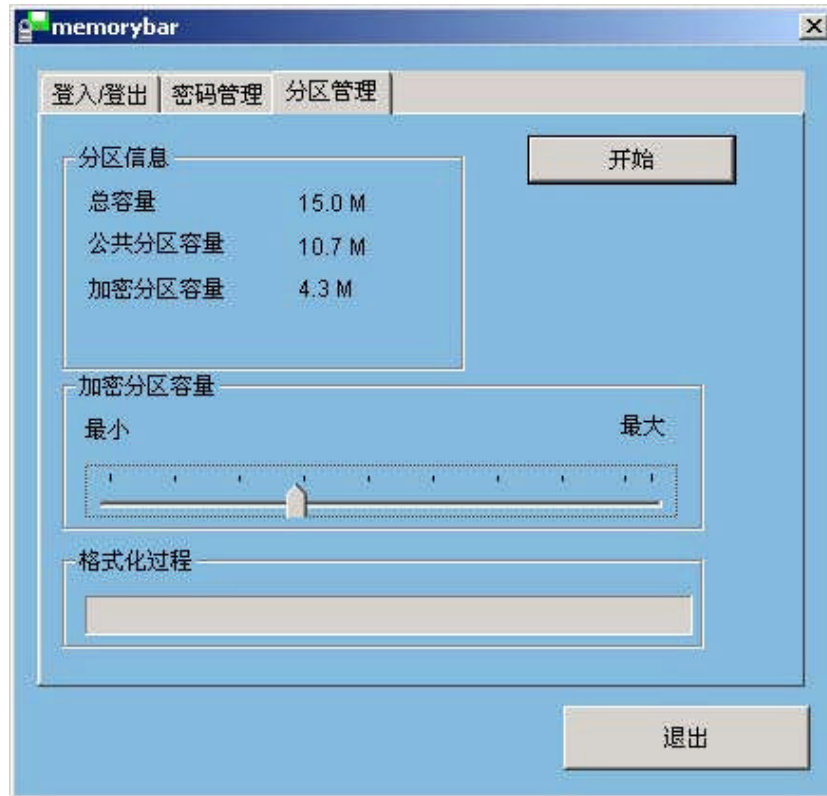 memorybar
登入/登出 密码管理 分区管理
分区信息
开始
总容量 15.0 M
公共分区容量 10.7 M
加密分区容量 4.3 M
加密分区容量
最小 最大
格式化过程
退出